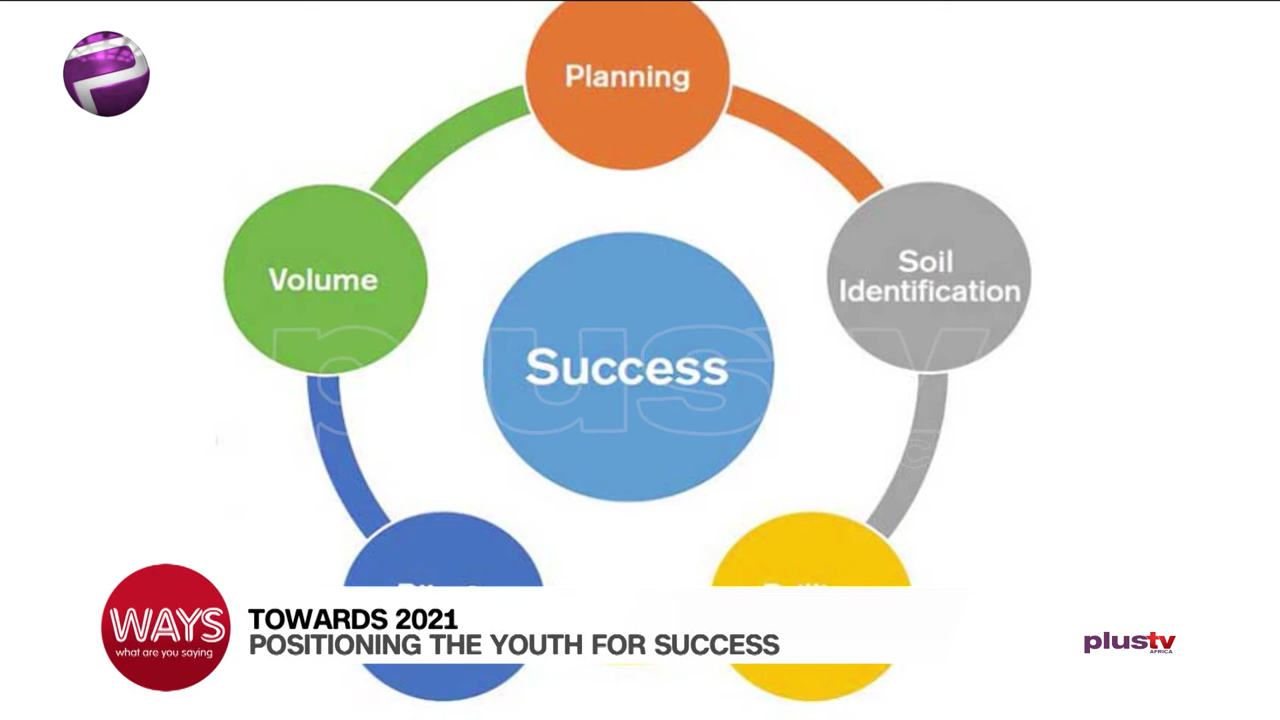 Planning
Volume
Soil
Identification
Success
WAYS
what are you saying
TOWARDS 2021
POSITIONING THE YOUTH FOR SUCCESS
plustv
AFRICA